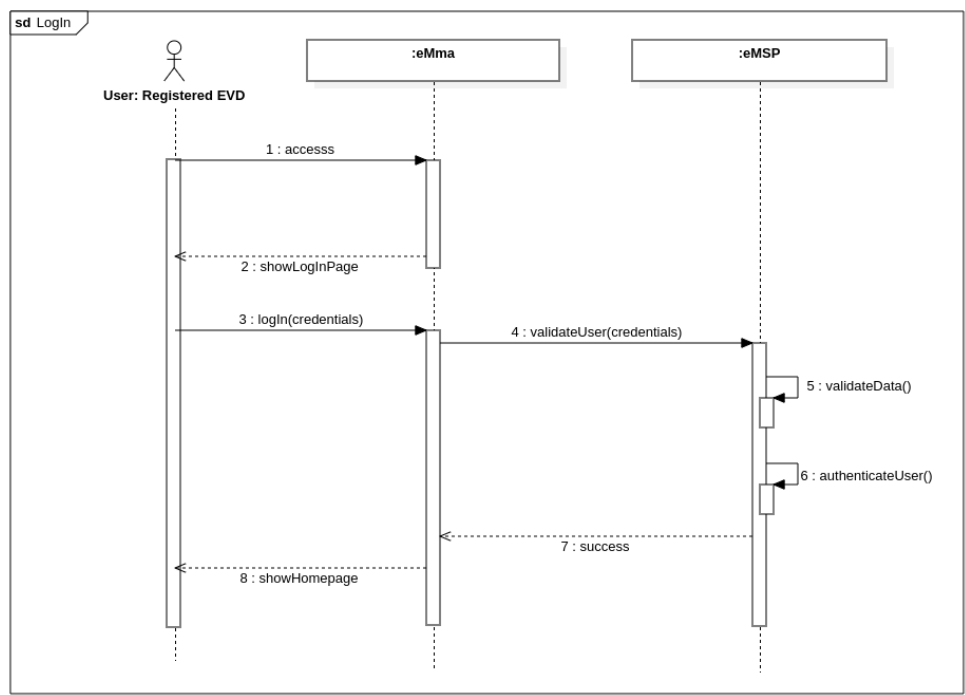 sd LogIn
:eMma
:eMSP
User: Registered EVD
1 : accesss
2 : showLogInPage
3 : logIn(credentials)
4 : validateUser(credentials)
5 : validateData()
6 : authenticateUser()
7 : success
8 : showHomepage